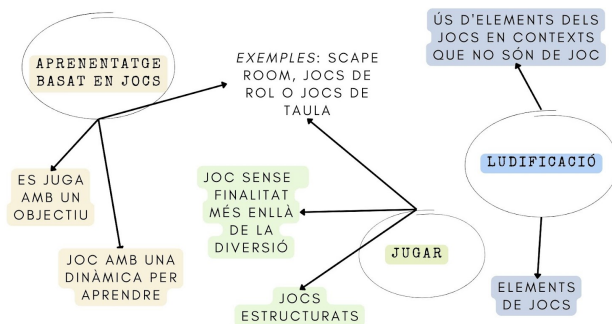 APRENENTATGE
BASAT EN JOCS
EXEMPLES: SCAPE
ROOM, JOCS DE
ROL O JOCS DE
TAULA
ÚS D'ELEMENTS DELS
JOCS EN CONTEXTS
QUE NO SÓN DE JOC
LUDIFICACIÓ
ES JUGA
AMB UN
OBJECTIU
JOC SENSE
FINALITAT
MÉS ENLLÀ
DE LA
DIVERSIÓ
JUGAR
JOC AMB UNA
DINÀMICA PER
APRENDRE
JOCS
ESTRUCTURATS
ELEMENTS
DE JOCS